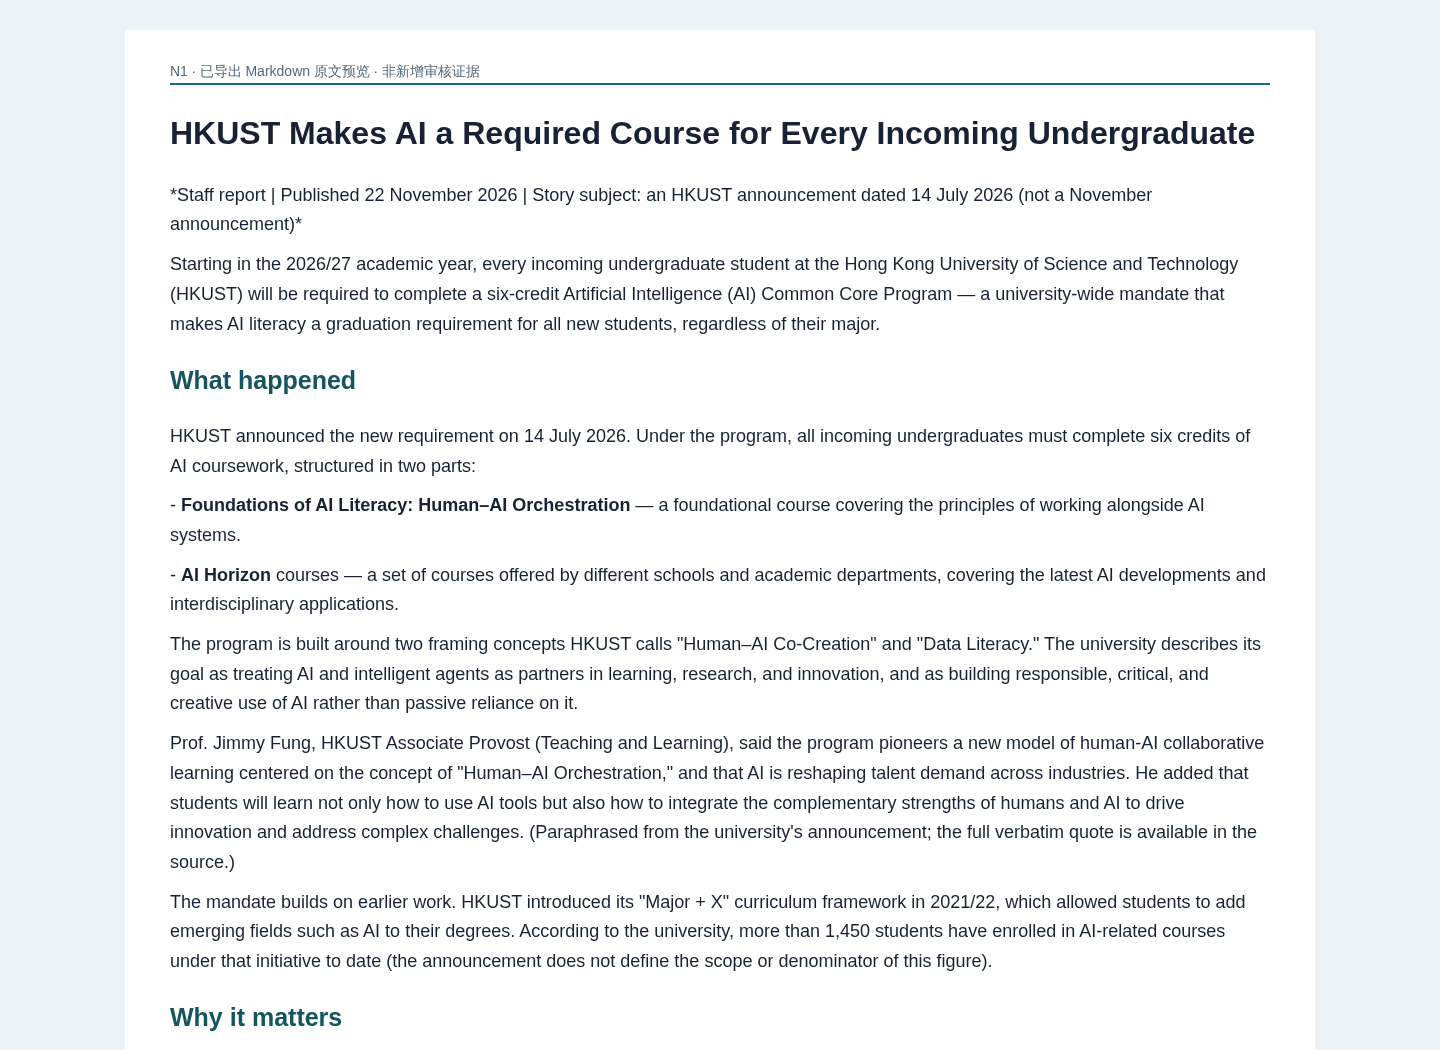 N1 · 已导出 Markdown 原文预览 · 非新增审核证据
HKUST Makes AI a Required Course for Every Incoming Undergraduate
*Staff report | Published 22 November 2026 | Story subject: an HKUST announcement dated 14 July 2026 (not a November
announcement)*
Starting in the 2026/27 academic year, every incoming undergraduate student at the Hong Kong University of Science and Technology
(HKUST) will be required to complete a six-credit Artificial Intelligence (AI) Common Core Program — a university-wide mandate that
makes AI literacy a graduation requirement for all new students, regardless of their major.
What happened
HKUST announced the new requirement on 14 July 2026. Under the program, all incoming undergraduates must complete six credits of
AI coursework, structured in two parts:
- Foundations of AI Literacy: Human–AI Orchestration — a foundational course covering the principles of working alongside AI
systems.
- AI Horizon courses — a set of courses offered by different schools and academic departments, covering the latest AI developments and
interdisciplinary applications.
The program is built around two framing concepts HKUST calls "Human–AI Co-Creation" and "Data Literacy." The university describes its
goal as treating AI and intelligent agents as partners in learning, research, and innovation, and as building responsible, critical, and
creative use of AI rather than passive reliance on it.
Prof. Jimmy Fung, HKUST Associate Provost (Teaching and Learning), said the program pioneers a new model of human-AI collaborative
learning centered on the concept of "Human–AI Orchestration," and that AI is reshaping talent demand across industries. He added that
students will learn not only how to use AI tools but also how to integrate the complementary strengths of humans and AI to drive
innovation and address complex challenges. (Paraphrased from the university's announcement; the full verbatim quote is available in the
source.)
The mandate builds on earlier work. HKUST introduced its "Major + X" curriculum framework in 2021/22, which allowed students to add
emerging fields such as AI to their degrees. According to the university, more than 1,450 students have enrolled in AI-related courses
under that initiative to date (the announcement does not define the scope or denominator of this figure).
Why it matters